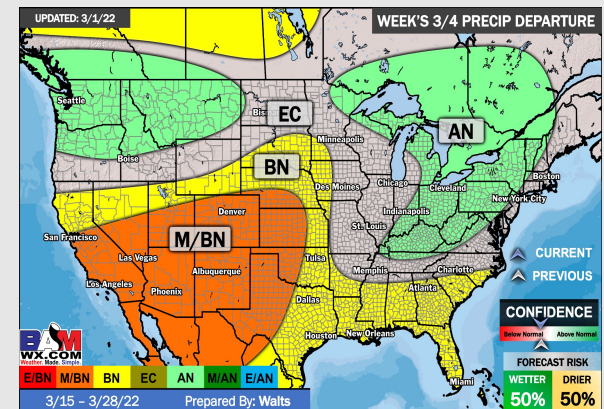 UPDATED: 3/1/22
WEEK'S 3/4 PRECIP DEPARTURE
Seattle
Bis
EC
AN
Minneapolis
Boise
BN
Boston
Chicago
Cleveland
Des Moines
New York City
Denver
Indianapolis
San Francisco
M/BN
St. Louis
Las Vegas
Tulsa
CURRENT
Albuquerque
Memphis
Charlotte
PREVIOUS
Los Angeles
Phoenix
Atlanta
Dallas
CONFIDENCE
Below Normal
Above Normal
Houston
New Orleans
BAM
WX.COM
Weather. Made. Simple.
FORECAST RISK
E/BN M/BN BN EC AN M/AN E/AN
Miami
WETTER
DRIER
50%
50%
3/15 – 3/28/22
Prepared By: Walts